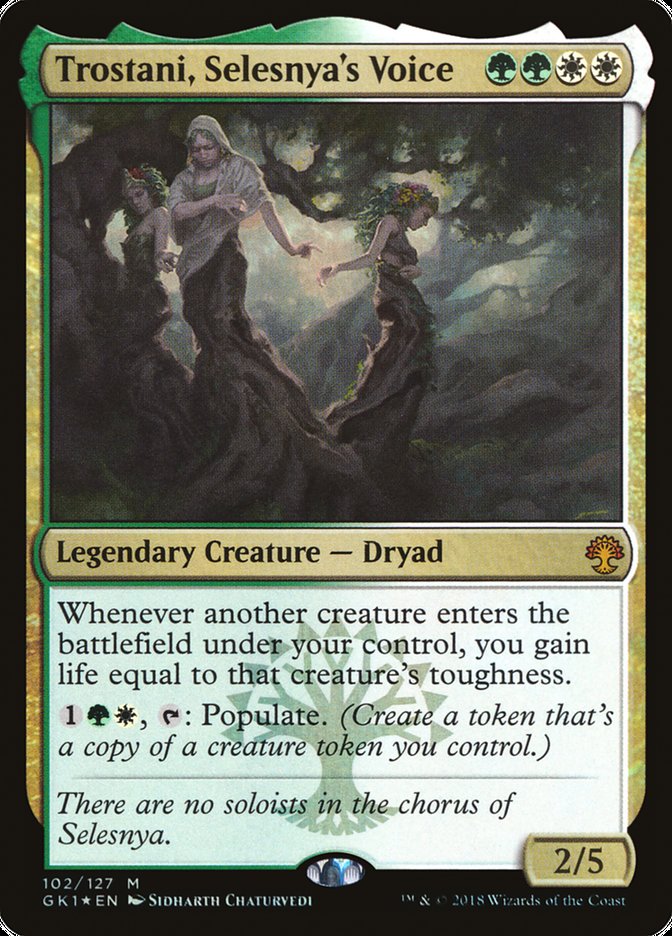 Trostani, Selesnya's Voice
Legendary Creature — Dryad
Whenever another creature enters the
battlefield under your control, you gain
life equal to that creature's toughness.
1, : Populate. (Create a token that's
a copy of a creature token you control.)
There are no soloists in the chorus of
Selesnya.
2/5
102/127 M
GK1★EN Sidharth Chaturvedi
™ & © 2018 Wizards of the Coast